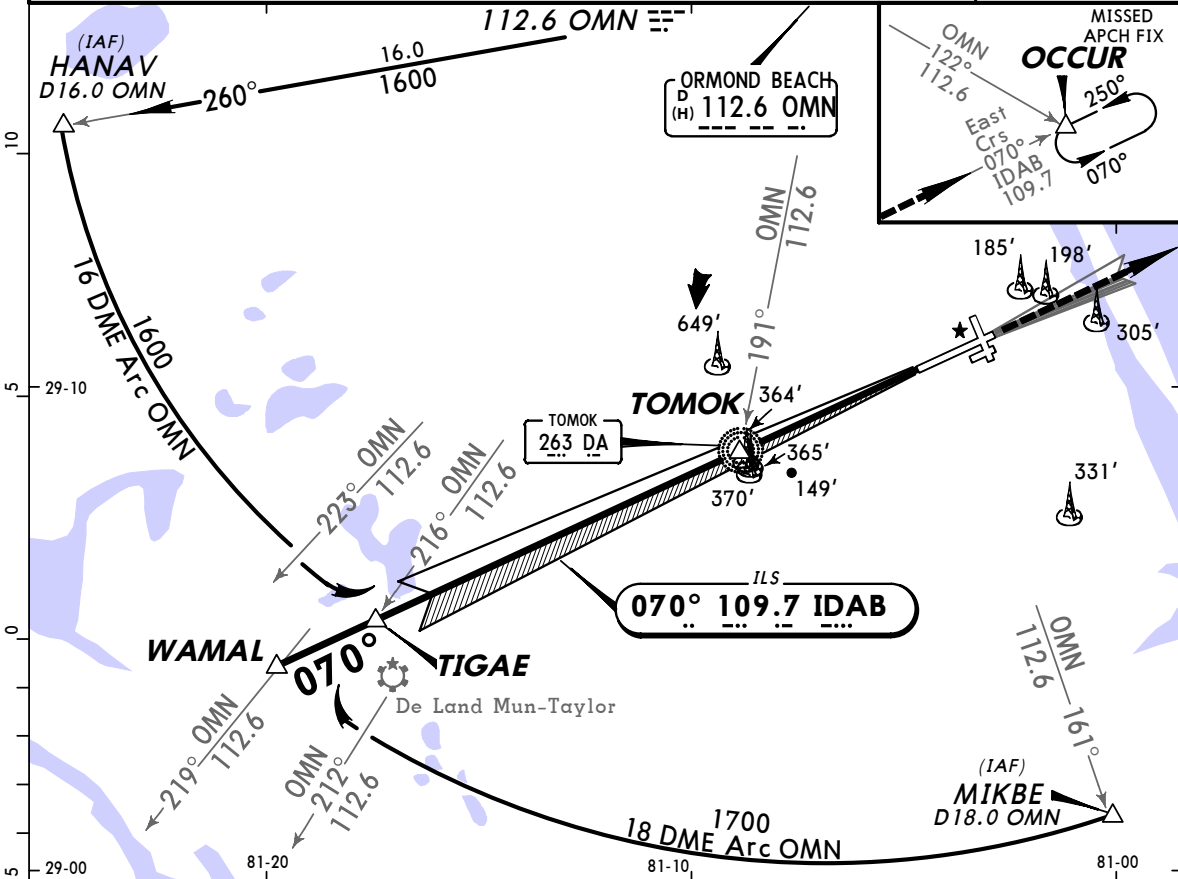 112.6 OMN
(IAF)
HANAV
D16.0 OMN
16.0
1600
260°
ORMOND BEACH
D
(H) 112.6 OMN
MISSED
APCH FIX
OCCUR
OMN
122°
112.6
250°
070°
East
Crs
070°
IDAB
109.7
10
OMN
112.6
191°
185'
198'
305'
649'
1600
16 DME Arc OMN
5
29-10
TOMOK
364'
TOMOK
263 DA
365'
370'
149'
331'
223° OMN
112.6
216° OMN
112.6
ILS
070° 109.7 IDAB
0
WAMAL
070°
TIGAE
De Land Mun-Taylor
OMN
112.6
161°
219° OMN
112.6
OMN
212°
112.6
(IAF)
MIKBE
D18.0 OMN
1700
18 DME Arc OMN
5
29-00
81-20
81-10
81-00